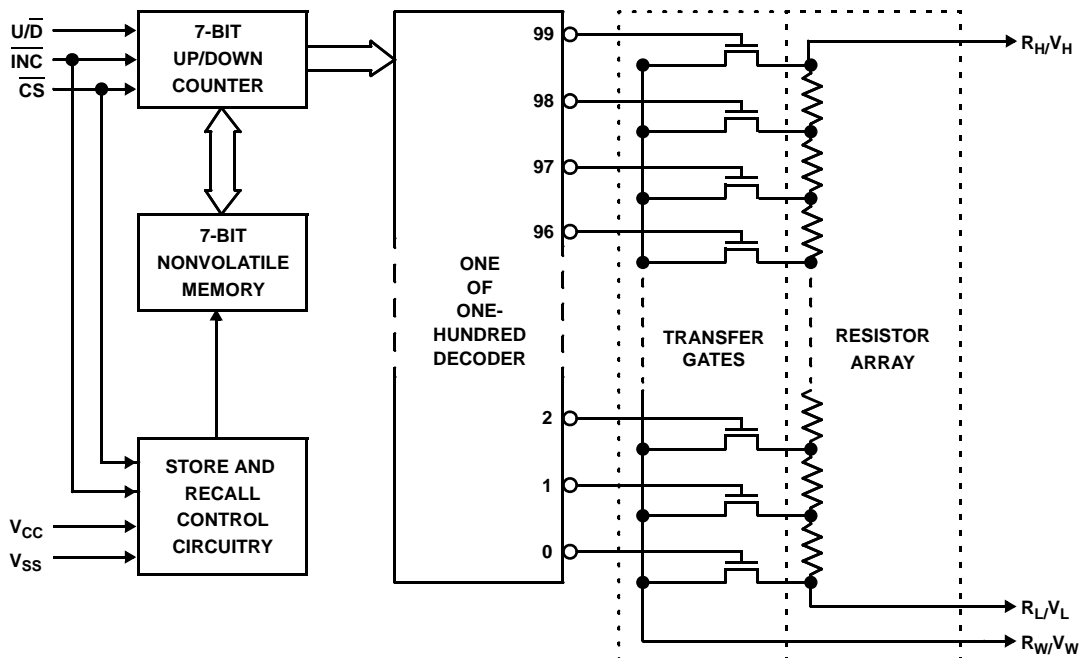 U/D̅
I̅N̅C̅
C̅S̅
7-BIT
UP/DOWN
COUNTER
7-BIT
NONVOLATILE
MEMORY
STORE AND
RECALL
CONTROL
CIRCUITRY
VCC
VSS
ONE
OF
ONE-
HUNDRED
DECODER
99
98
97
96
2
1
0
TRANSFER
GATES
RESISTOR
ARRAY
RH/VH
RL/VL
RW/VW